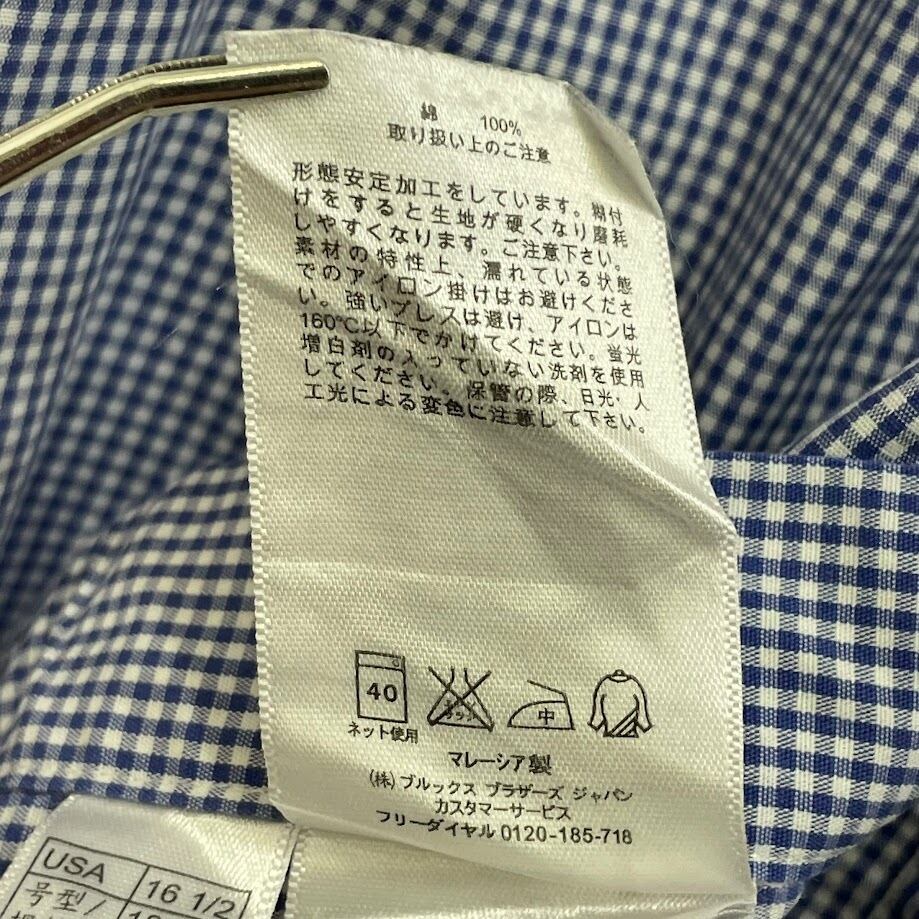 綿 100%
取り扱い上のご注意
形態安定加工をしています。糊付
けをすると生地が硬くなり磨耗
しやすくなります。ご注意下さい。
素材の特性上、濡れている状態
でのアイロン掛けはお避けくださ
い。強いプレスは避け、アイロンは
160℃以下でかけてください。蛍光
増白剤の入っていない洗剤を使用
してください。保管の際、日光・人
工光による変色に注意して下さい。
40
中
ネット使用
マレーシア製
(株) ブルックス ブラザーズ ジャパン
カスタマーサービス
フリーダイヤル 0120-185-718
USA 16 1/2
号型/